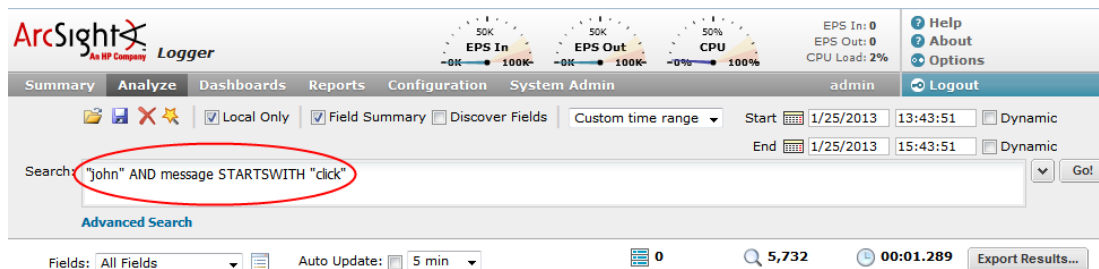 ArcSight
An HP Company Logger
50K
EPS In
0K 100K
50K
EPS Out
0K 100K
50%
CPU
0% 100%
EPS In: 0
EPS Out: 0
CPU Load: 2%
Help
About
Options
Summary Analyze Dashboards Reports Configuration System Admin admin Logout
Local Only Field Summary Discover Fields Custom time range Start 1/25/2013 13:43:51 Dynamic
End 1/25/2013 15:43:51 Dynamic
Search: "john" AND message STARTSWITH "click" Go!
Advanced Search
Fields: All Fields Auto Update: 5 min 0 5,732 00:01.289 Export Results...